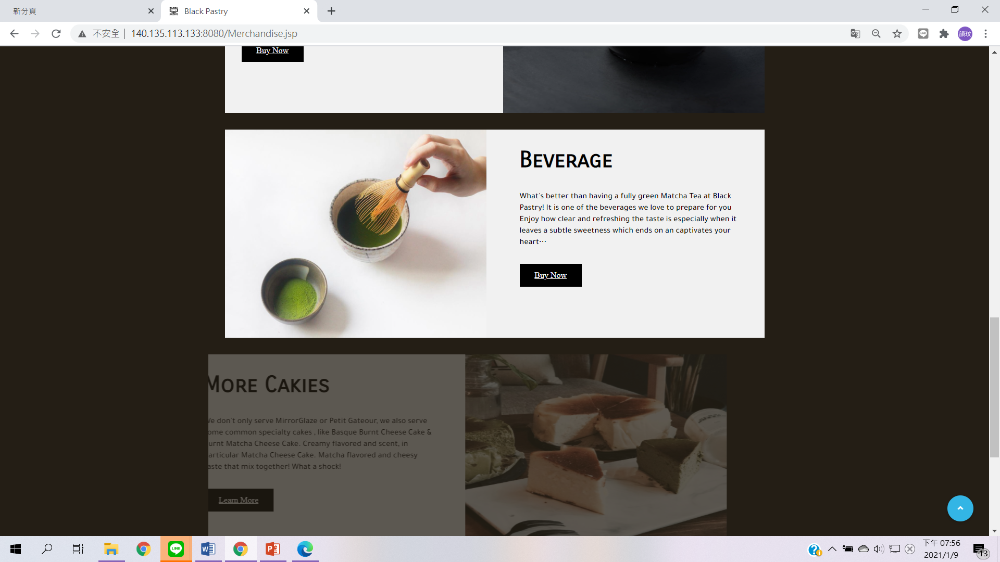 新分頁
Black Pastry
不安全 | 140.135.113.133:8080/Merchandise.jsp
韻玟
Buy Now
Beverage
What's better than having a fully green Matcha Tea at Black
Pastry! It is one of the beverages we love to prepare for you
Enjoy how clear and refreshing the taste is especially when it
leaves a subtle sweetness which ends on an captivates your
heart…
Buy Now
More Cakies
We don't only serve MirrorGlaze or Petit Gateour, we also serve
ome common specialty cakes , like Basque Burnt Cheese Cake &
urnt Matcha Cheese Cake. Creamy flavored and scent, in
articular Matcha Cheese Cake. Matcha flavored and cheesy
aste that mix together! What a shock!
Learn More
LINE
下午 07:56
2021/1/9
13